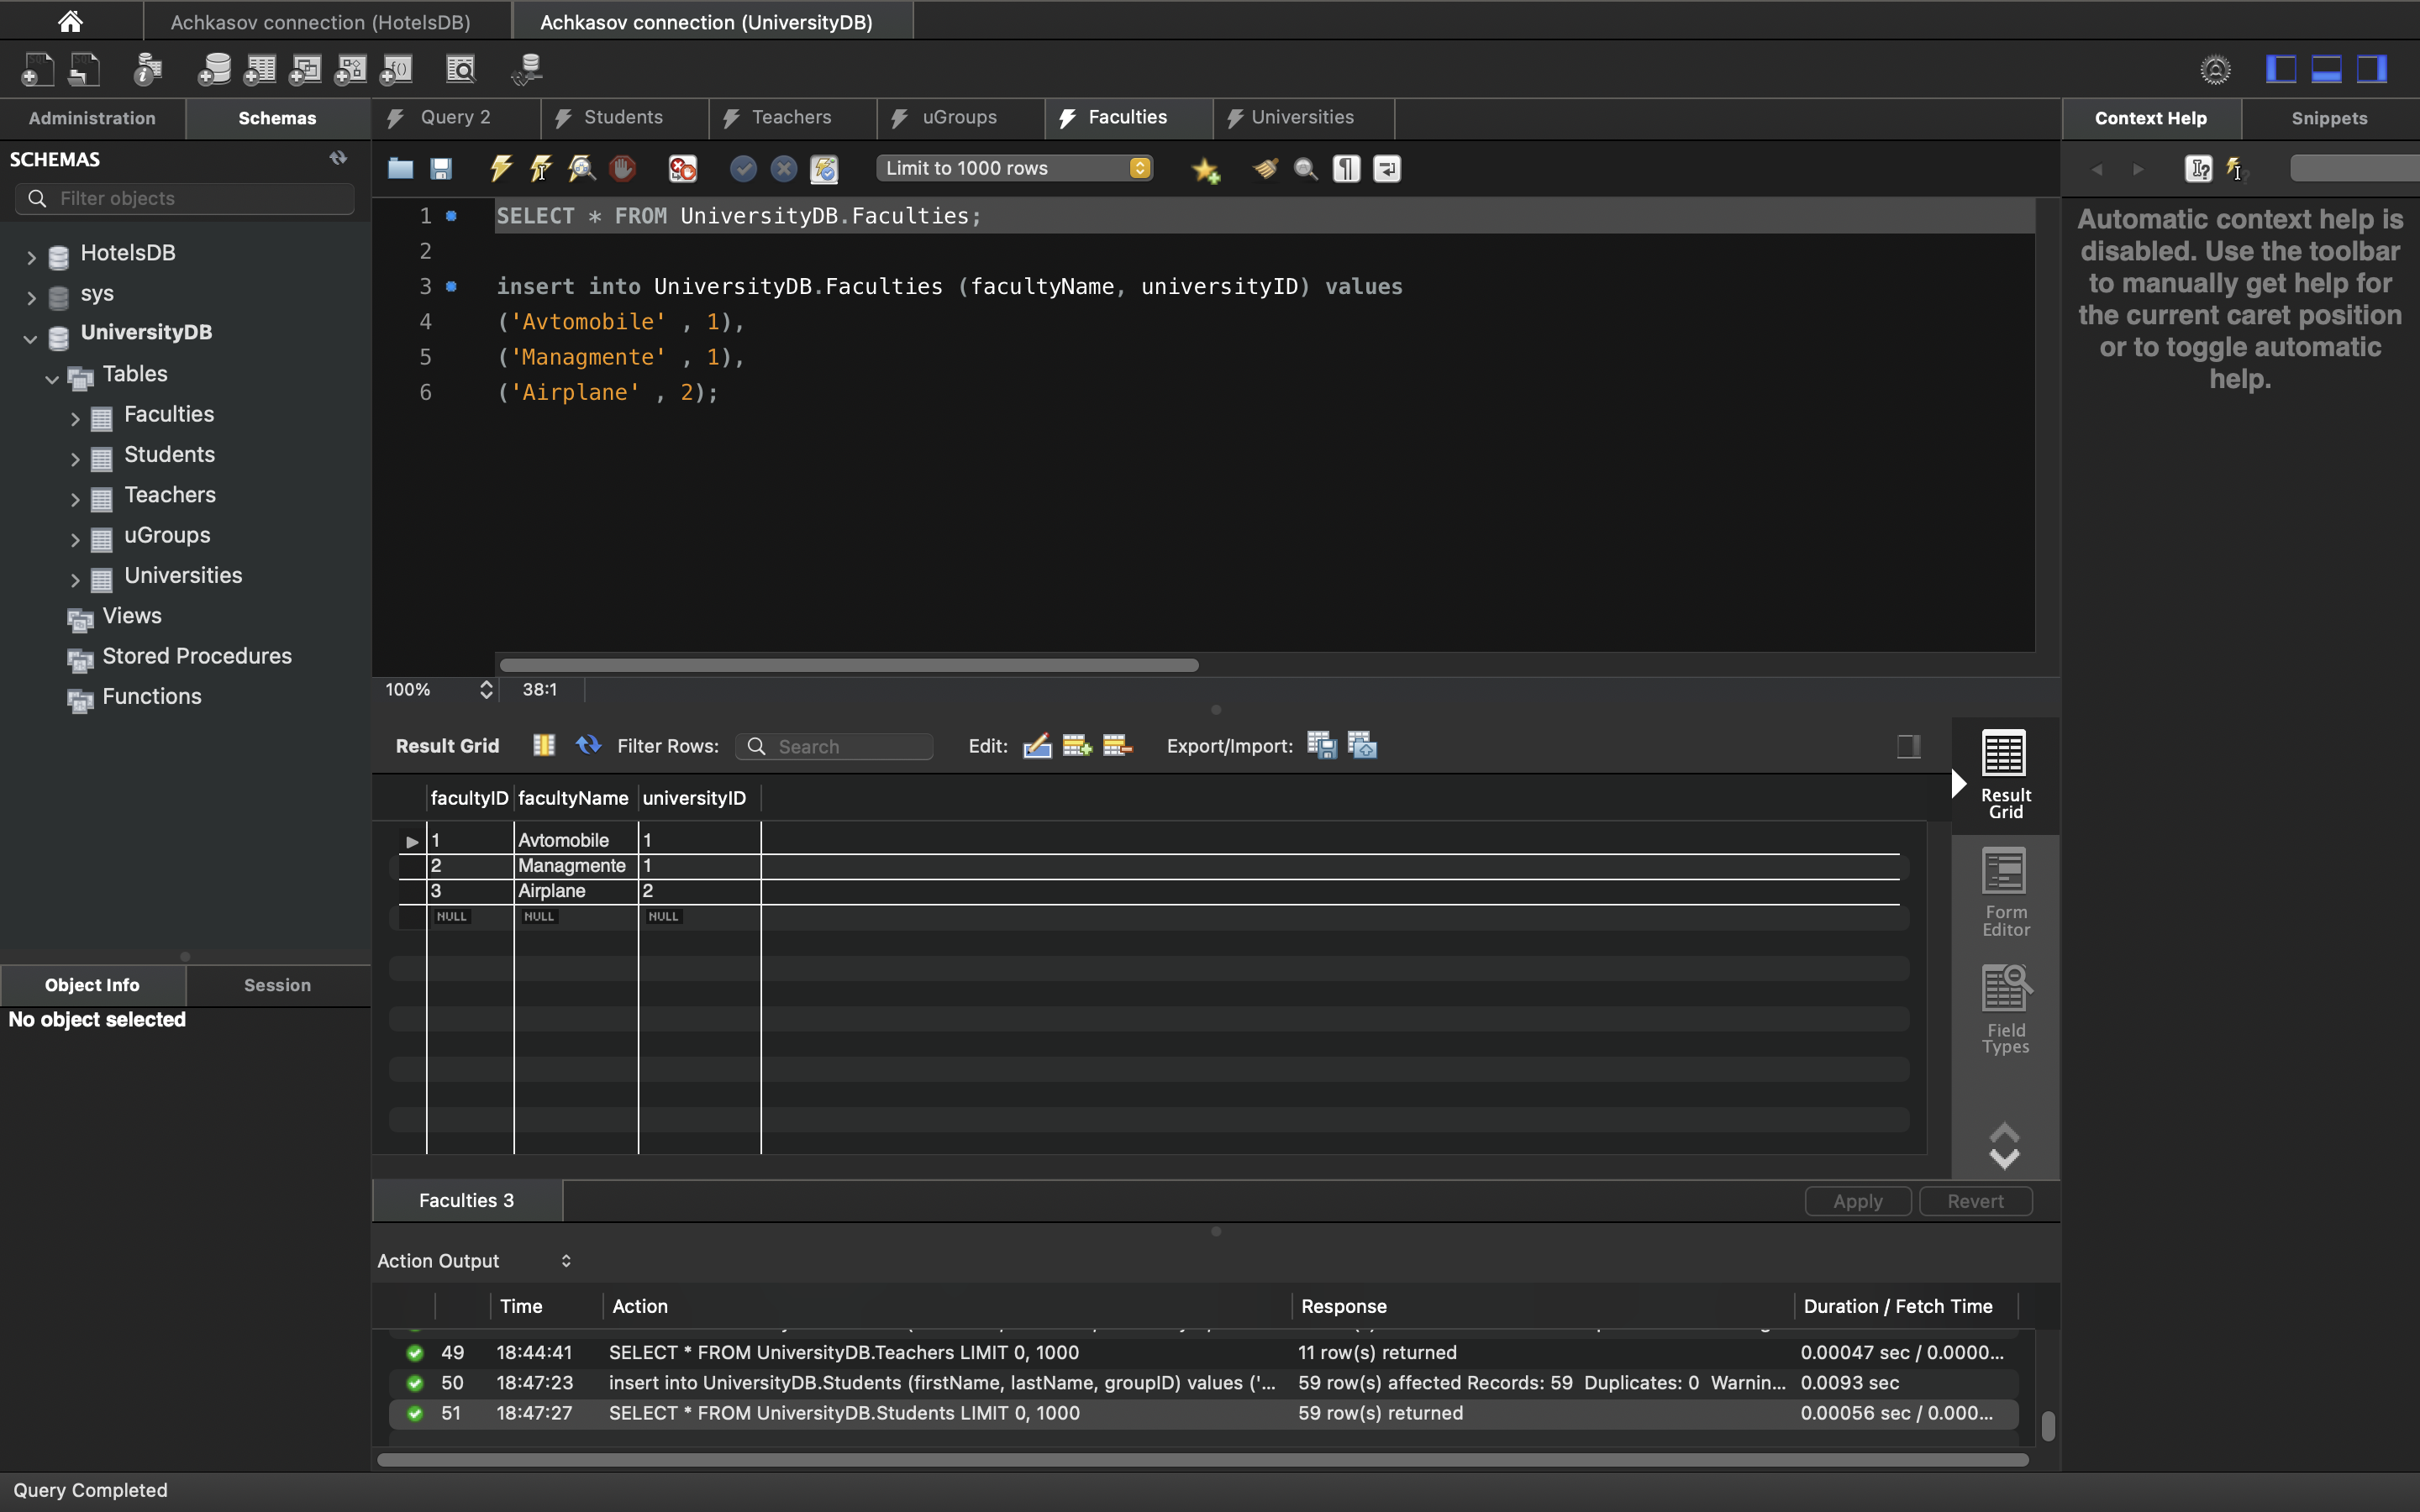 Achkasov connection (HotelsDB)
Achkasov connection (UniversityDB)
Administration
Schemas
Query 2
Students
Teachers
uGroups
Faculties
Universities
Context Help
Snippets
SCHEMAS
Filter objects
HotelsDB
sys
UniversityDB
Tables
Faculties
Students
Teachers
uGroups
Universities
Views
Stored Procedures
Functions
Object Info
Session
No object selected
Limit to 1000 rows
1 SELECT * FROM UniversityDB.Faculties;
2
3 insert into UniversityDB.Faculties (facultyName, universityID) values
4 ('Avtomobile' , 1),
5 ('Managmente' , 1),
6 ('Airplane' , 2);
100%
38:1
Automatic context help is
disabled. Use the toolbar
to manually get help for
the current caret position
or to toggle automatic
help.
Result Grid
Filter Rows:
Search
Edit:
Export/Import:
facultyID facultyName universityID
1 Avtomobile 1
2 Managmente 1
3 Airplane 2
NULL NULL NULL
Result
Grid
Form
Editor
Field
Types
Faculties 3
Apply
Revert
Action Output
Time Action Response Duration / Fetch Time
49 18:44:41 SELECT * FROM UniversityDB.Teachers LIMIT 0, 1000 11 row(s) returned 0.00047 sec / 0.0000...
50 18:47:23 insert into UniversityDB.Students (firstName, lastName, groupID) values ('... 59 row(s) affected Records: 59 Duplicates: 0 Warnin... 0.0093 sec
51 18:47:27 SELECT * FROM UniversityDB.Students LIMIT 0, 1000 59 row(s) returned 0.00056 sec / 0.000...
Query Completed